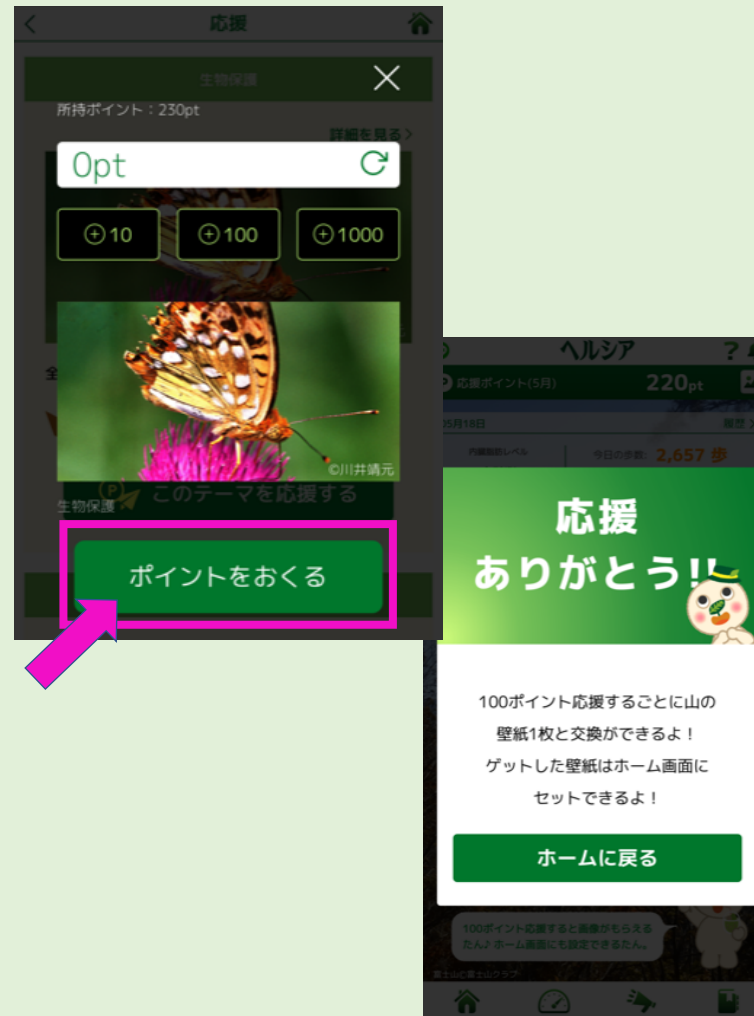 応援
生物保護
所持ポイント：230pt
詳細を見る
0pt
10
100
1000
©川井靖元
このテーマを応援する
生物保護
ポイントをおくる
ヘルシア
?
応援ポイント(5月)
220pt
05月18日
履歴
内臓脂肪レベル
今日の歩数:
2,657 歩
応援
ありがとう!!
100ポイント応援するごとに山の
壁紙1枚と交換ができるよ！
ゲットした壁紙はホーム画面に
セットできるよ！
ホームに戻る
100ポイント応援すると画像がもらえる
たん♪ ホーム画面にも設定できるたん。